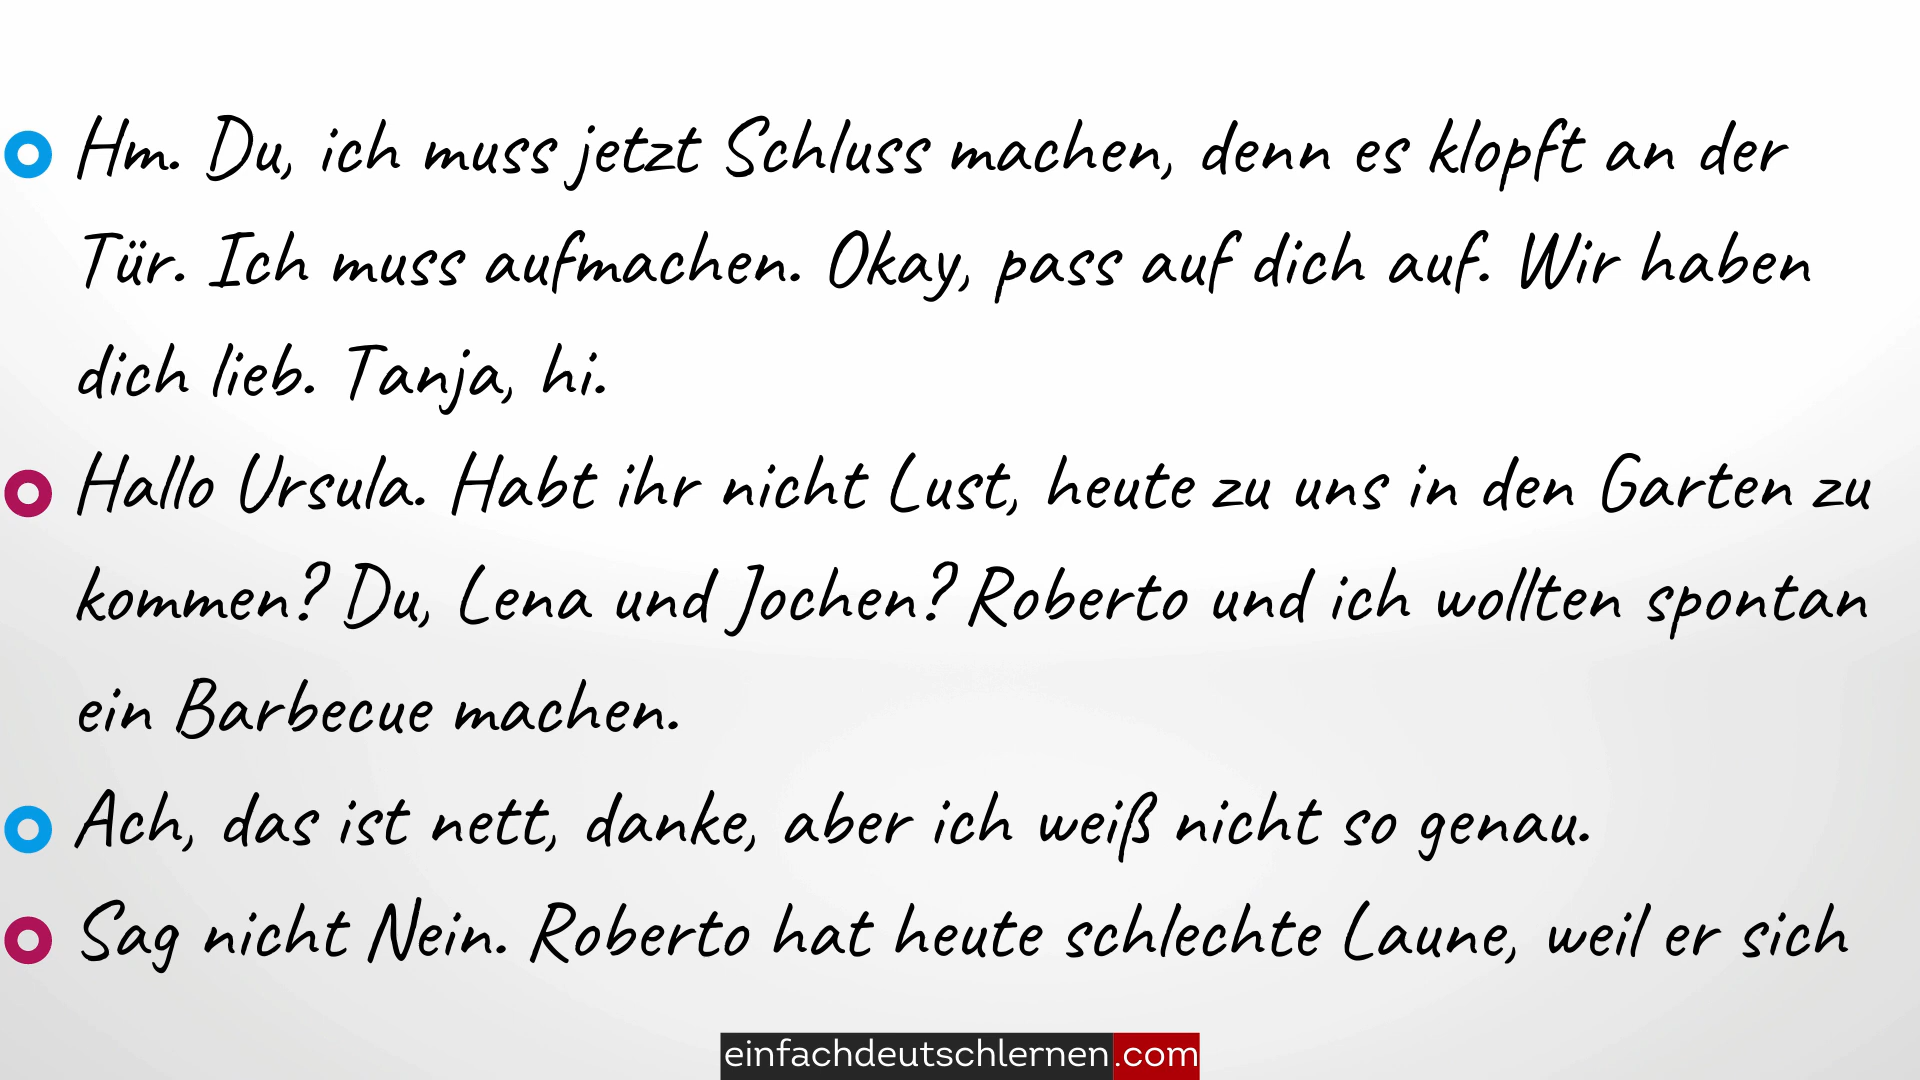 Hm. Du, ich muss jetzt Schluss machen, denn es klopft an der
Tür. Ich muss aufmachen. Okay, pass auf dich auf. Wir haben
dich lieb. Tanja, hi.
Hallo Ursula. Habt ihr nicht Lust, heute zu uns in den Garten zu
kommen? Du, Lena und Jochen? Roberto und ich wollten spontan
ein Barbecue machen.
Ach, das ist nett, danke, aber ich weiß nicht so genau.
Sag nicht Nein. Roberto hat heute schlechte Laune, weil er sich
einfachdeutschlernen.com